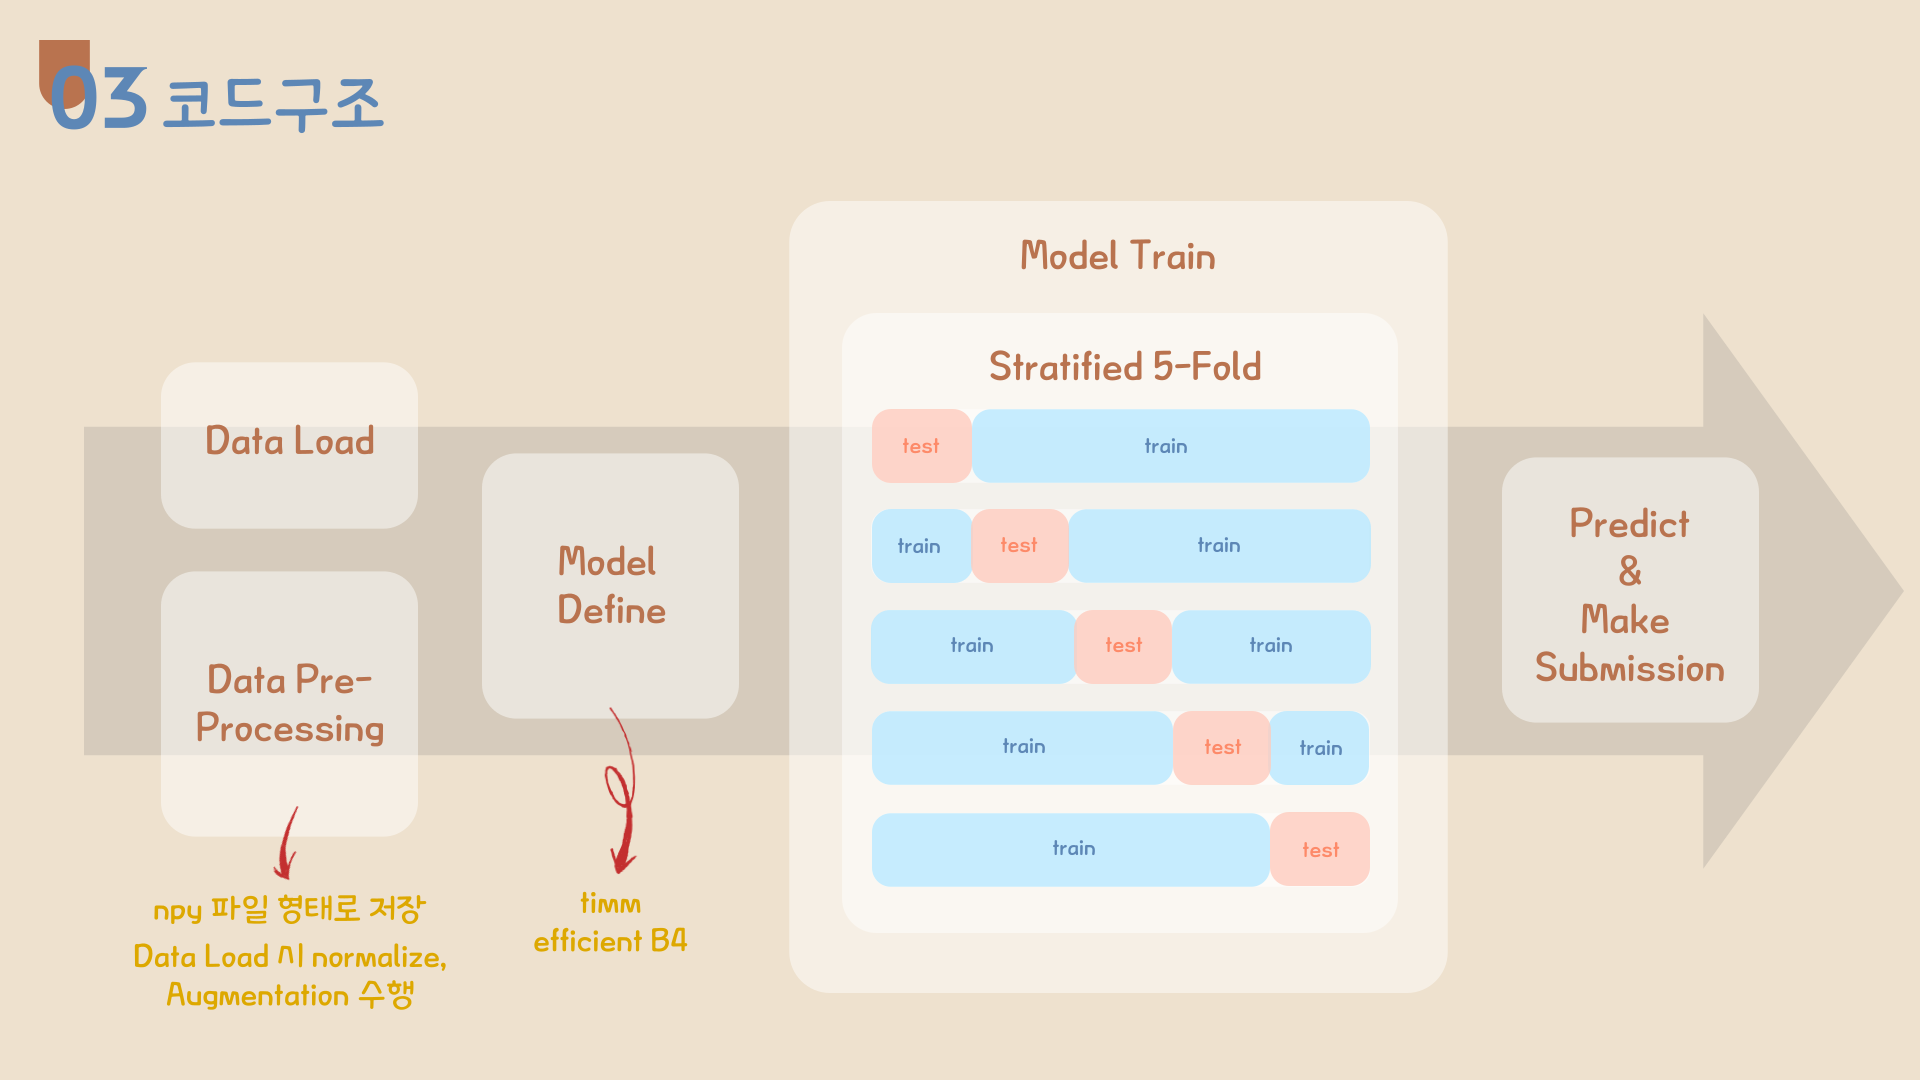 03 코드구조
Data Load
Data Pre-
Processing
npy 파일 형태로 저장
Data Load 시 normalize,
Augmentation 수행
Model
Define
timm
efficient B4
Model Train
Stratified 5-Fold
test train
train test train
train test train
train test train
train test
Predict
&
Make
Submission